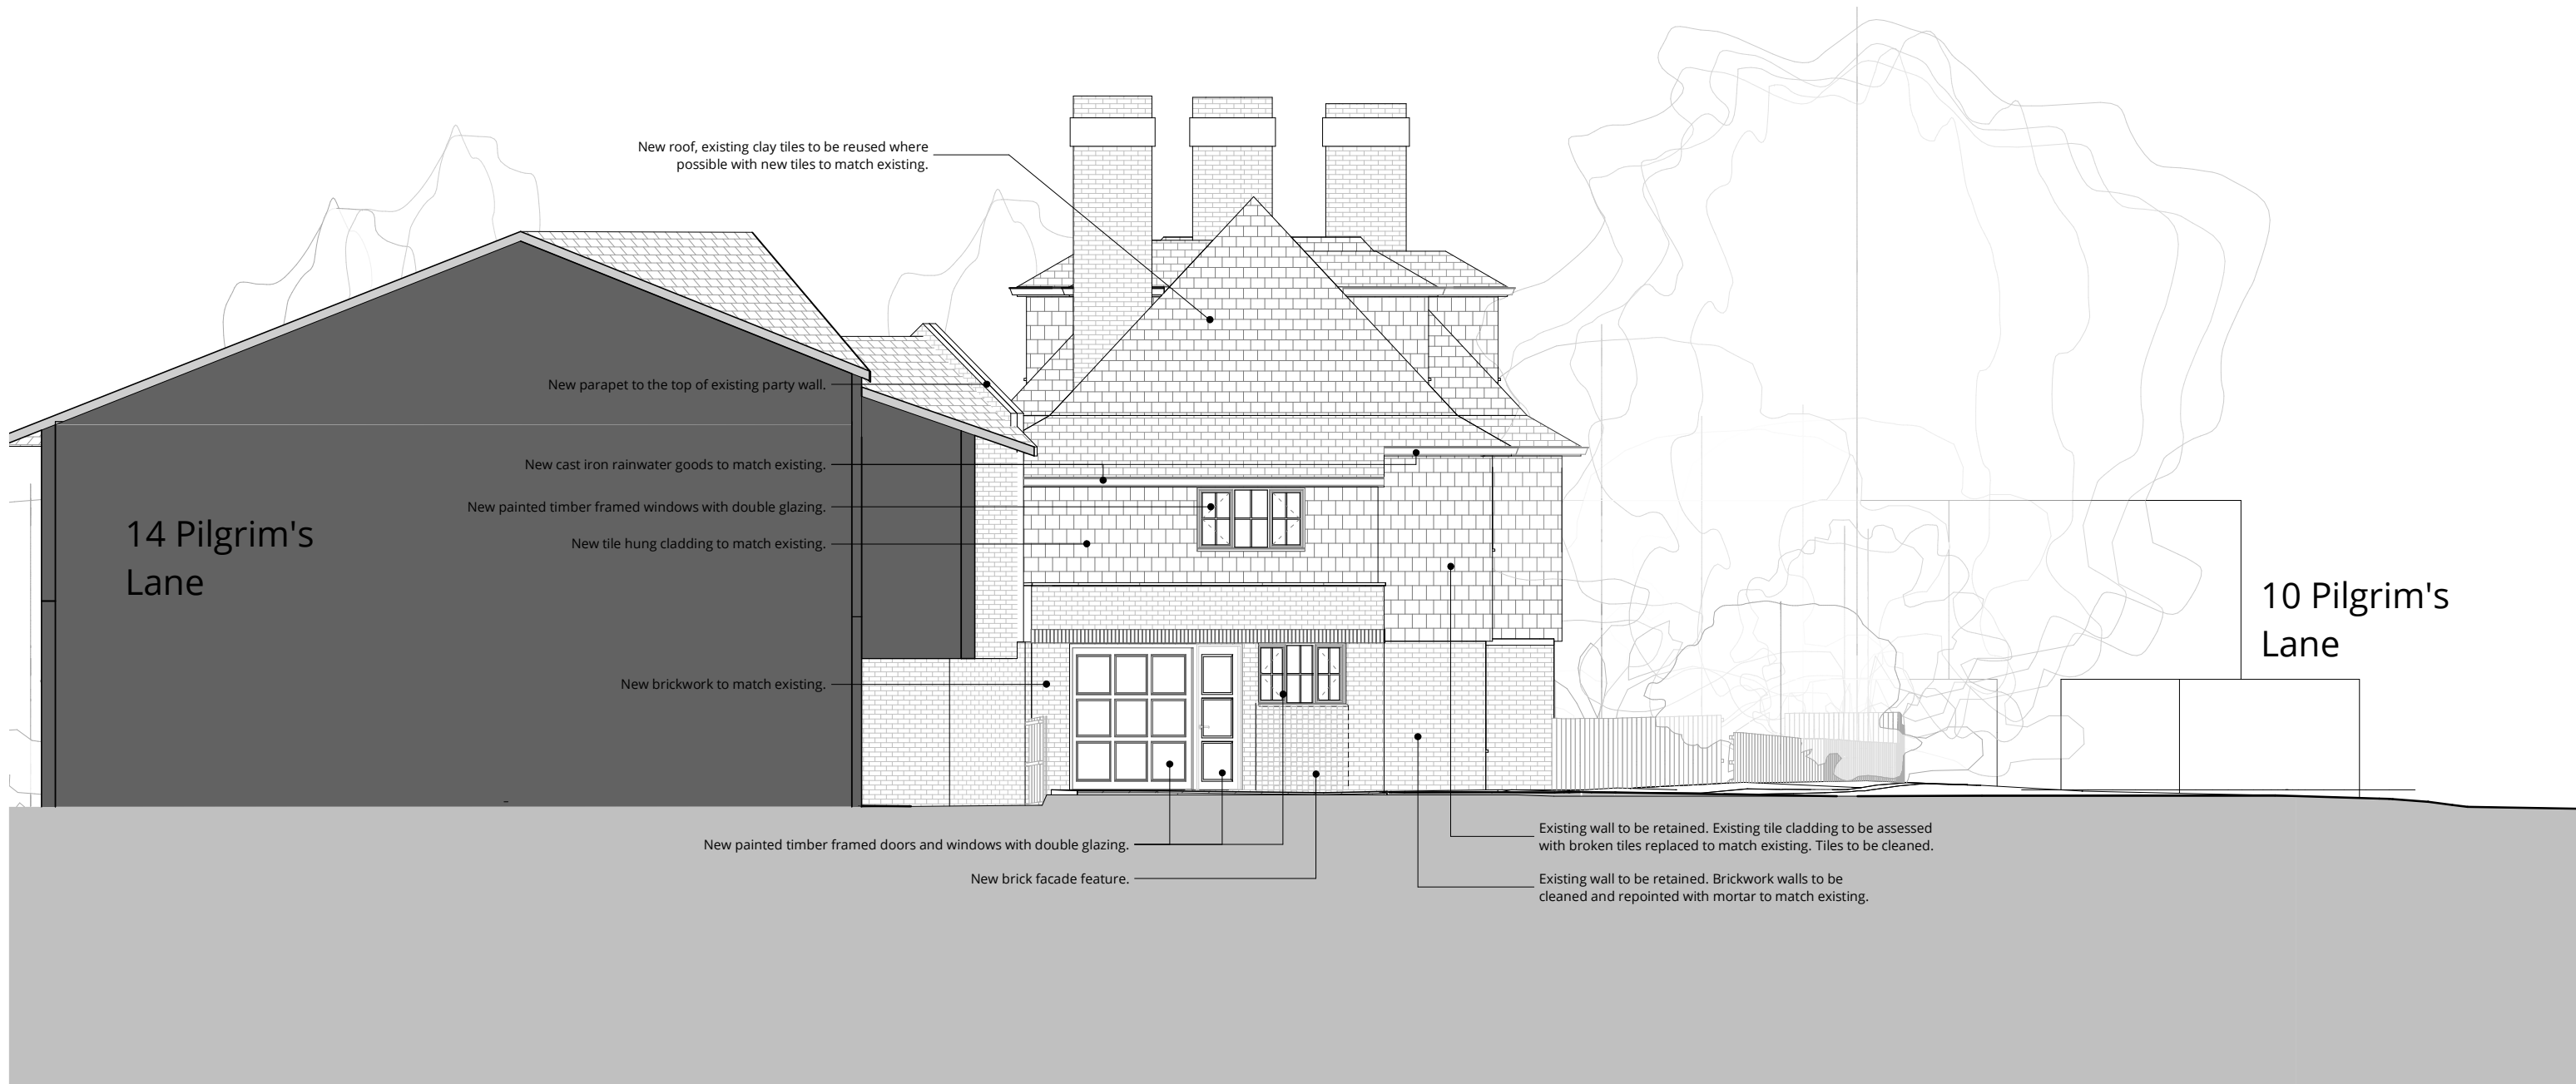 New roof, existing clay tiles to be reused where
possible with new tiles to match existing.
New parapet to the top of existing party wall.
New cast iron rainwater goods to match existing.
New painted timber framed windows with double glazing.
New tile hung cladding to match existing.
14 Pilgrim's
Lane
10 Pilgrim's
Lane
New brickwork to match existing.
New painted timber framed doors and windows with double glazing.
New brick facade feature.
Existing wall to be retained. Existing tile cladding to be assessed
with broken tiles replaced to match existing. Tiles to be cleaned.
Existing wall to be retained. Brickwork walls to be
cleaned and repointed with mortar to match existing.